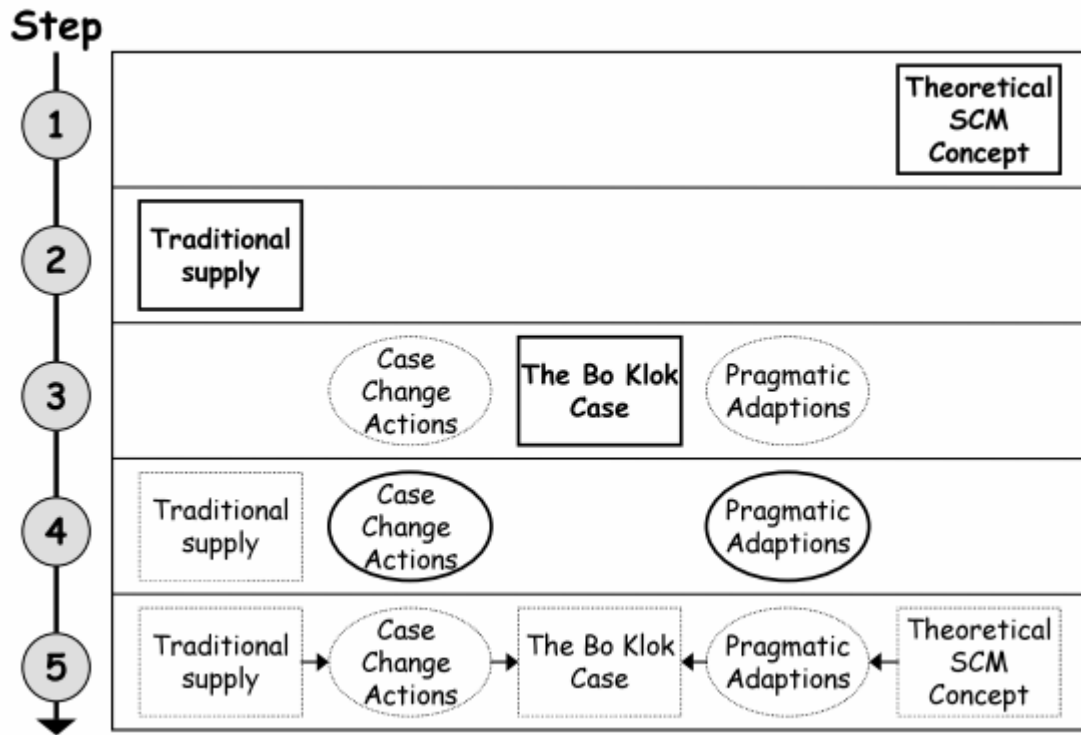 Step
1
Theoretical
SCM
Concept
2
Traditional
supply
3
Case
Change
Actions
The Bo Klok
Case
Pragmatic
Adaptions
4
Traditional
supply
Case
Change
Actions
Pragmatic
Adaptions
5
Traditional
supply
Case
Change
Actions
The Bo Klok
Case
Pragmatic
Adaptions
Theoretical
SCM
Concept